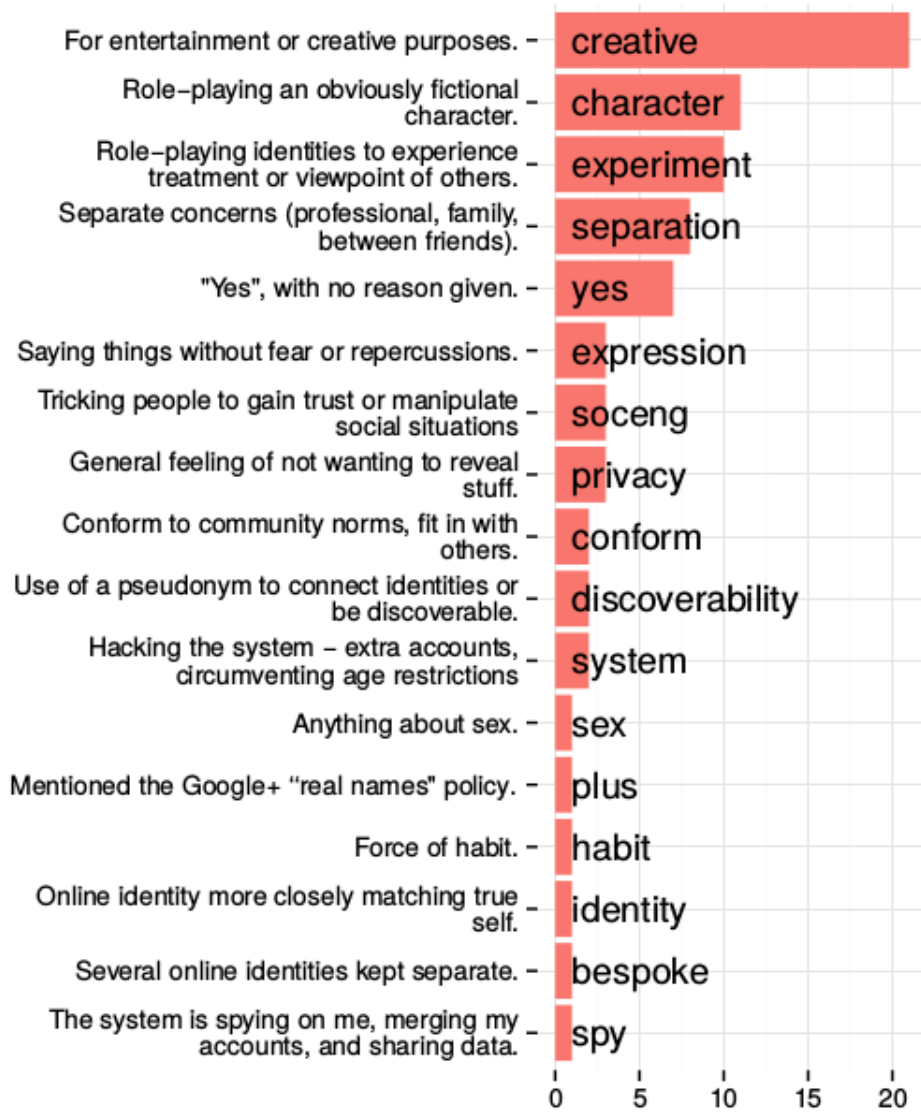 For entertainment or creative purposes.
creative
Role−playing an obviously fictional
character.
character
Role−playing identities to experience
treatment or viewpoint of others.
experiment
Separate concerns (professional, family,
between friends).
separation
"Yes", with no reason given.
yes
Saying things without fear or repercussions.
expression
Tricking people to gain trust or manipulate
social situations
soceng
General feeling of not wanting to reveal
stuff.
privacy
Conform to community norms, fit in with
others.
conform
Use of a pseudonym to connect identities or
be discoverable.
discoverability
Hacking the system − extra accounts,
circumventing age restrictions
system
Anything about sex.
sex
Mentioned the Google+ “real names" policy.
plus
Force of habit.
habit
Online identity more closely matching true
self.
identity
Several online identities kept separate.
bespoke
The system is spying on me, merging my
accounts, and sharing data.
spy
0 5 10 15 20